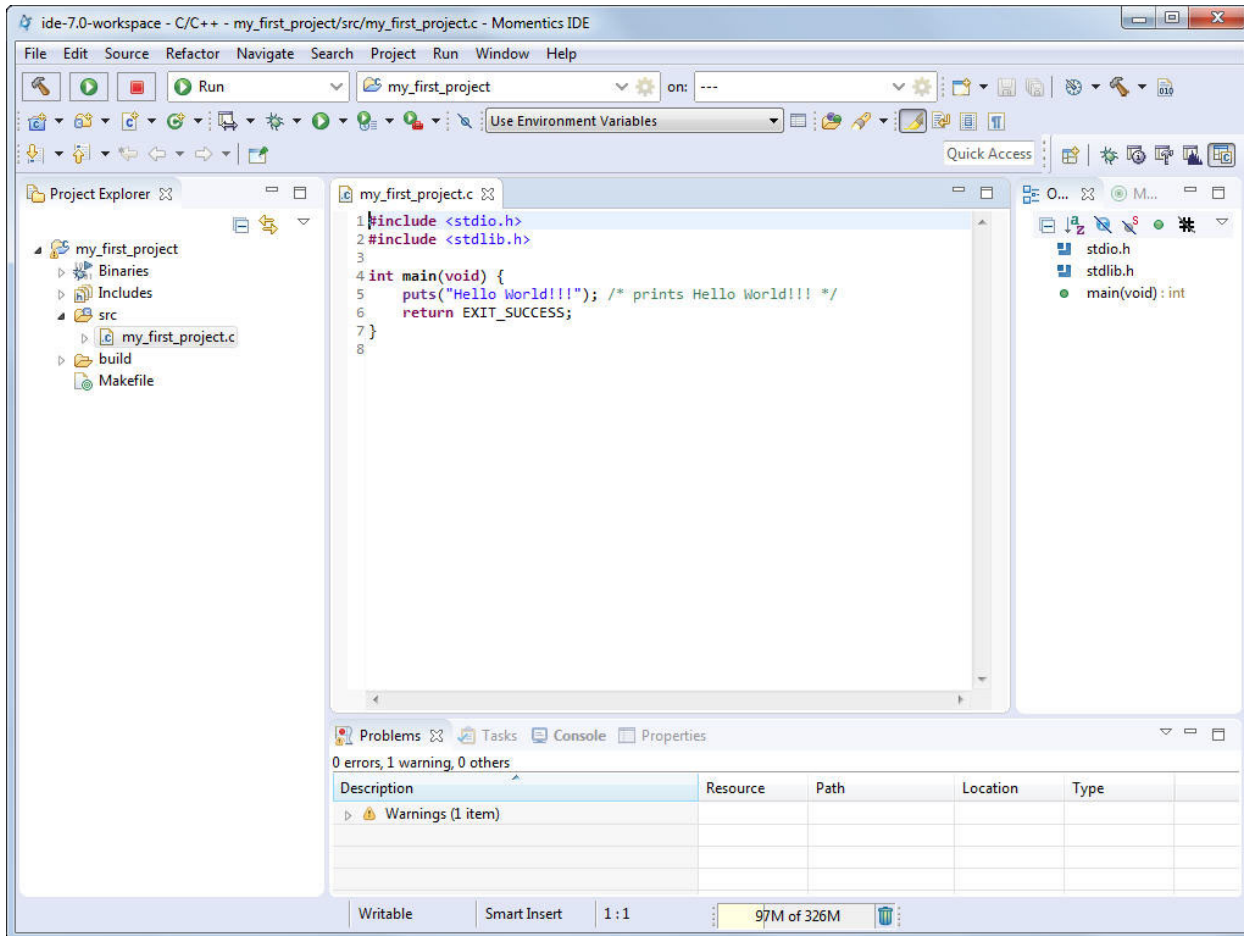 ide-7.0-workspace - C/C++ - my_first_project/src/my_first_project.c - Momentics IDE
File Edit Source Refactor Navigate Search Project Run Window Help
Run my_first_project on: ---
010
Use Environment Variables
Quick Access
Project Explorer
my_first_project
Binaries
Includes
src
my_first_project.c
build
Makefile
my_first_project.c
1 #include <stdio.h>
2 #include <stdlib.h>
3
4 int main(void) {
5     puts("Hello World!!!"); /* prints Hello World!!! */
6     return EXIT_SUCCESS;
7 }
8
O... M...
stdio.h
stdlib.h
main(void) : int
Problems Tasks Console Properties
0 errors, 1 warning, 0 others
Description Resource Path Location Type
Warnings (1 item)
Writable Smart Insert 1 : 1 97M of 326M